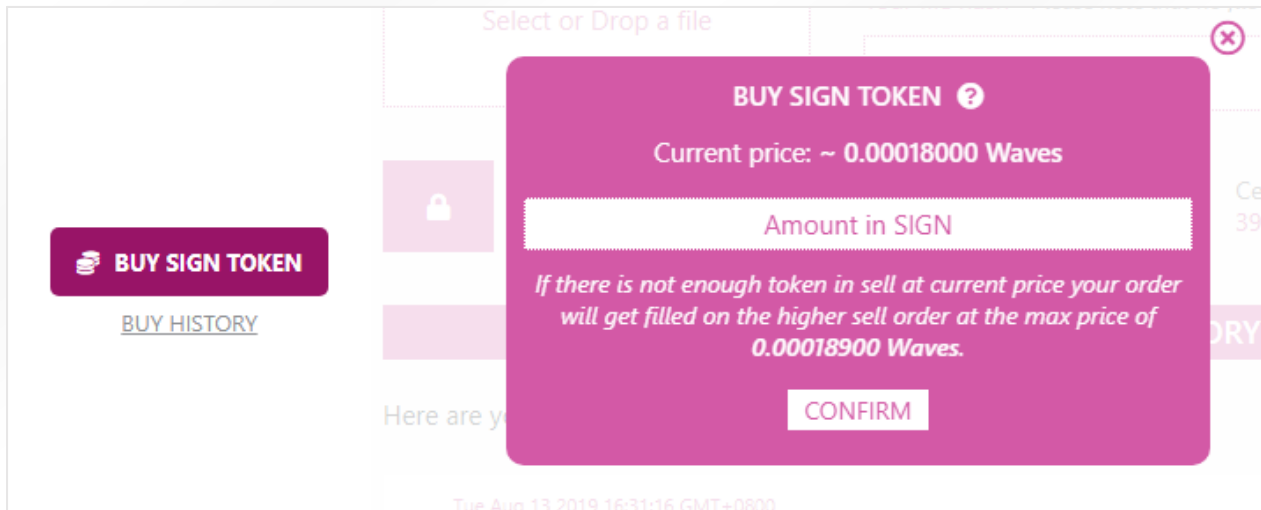 Select or Drop a file
BUY SIGN TOKEN
Current price: ~ 0.00018000 Waves
Amount in SIGN
Ce
39
BUY SIGN TOKEN
BUY HISTORY
If there is not enough token in sell at current price your order
will get filled on the higher sell order at the max price of
0.00018900 Waves.
ORY
CONFIRM
Here are y
Tue Aug 13 2019 16:31:16 GMT+0800